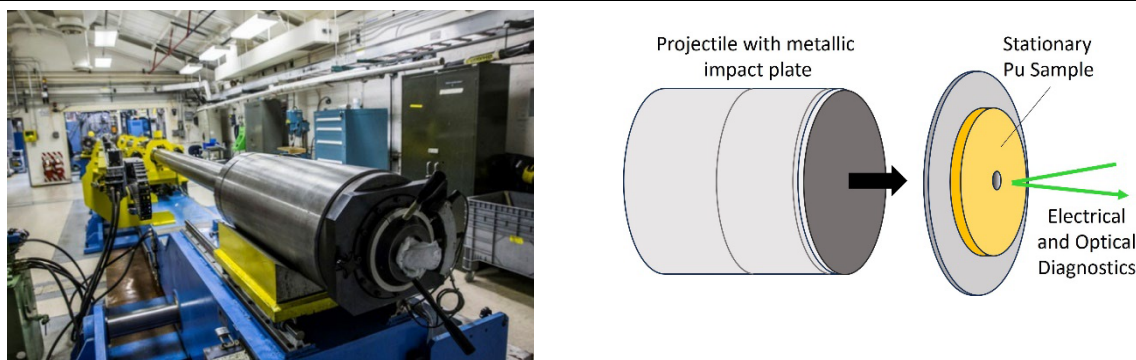 Projectile with metallic
impact plate
Stationary
Pu Sample
Electrical
and Optical
Diagnostics